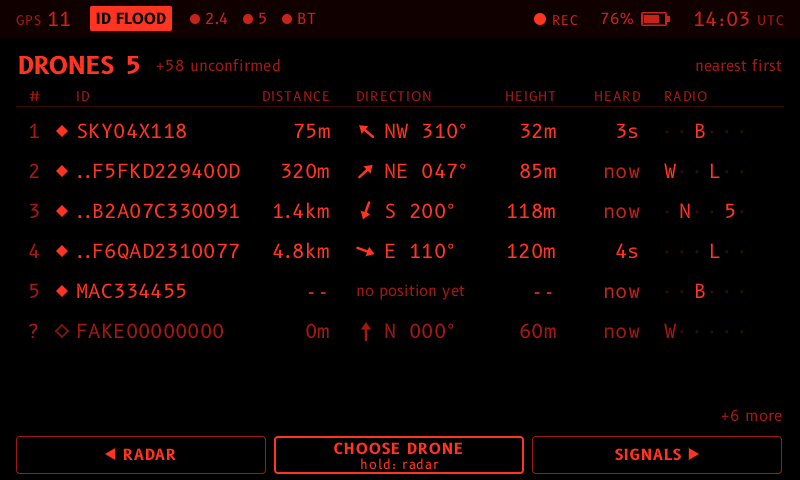 GPS 11 ID FLOOD 2.4 5 BT REC 76% 14:03 UTC
DRONES 5 +58 unconfirmed nearest first
# ID DISTANCE DIRECTION HEIGHT HEARD RADIO
1 SKY04X118 75m NW 310° 32m 3s · · B · · ·
2 ..F5FKD229400D 320m NE 047° 85m now W · · L · ·
3 ..B2A07C330091 1.4km S 200° 118m now · N · · 5 ·
4 ..F6QAD2310077 4.8km E 110° 120m 4s · · · L · ·
5 MAC334455 -- no position yet -- now · · B · · ·
? FAKE00000000 0m N 000° 60m now W · · · · ·
+6 more
◀ RADAR CHOOSE DRONE SIGNALS ▶
hold: radar